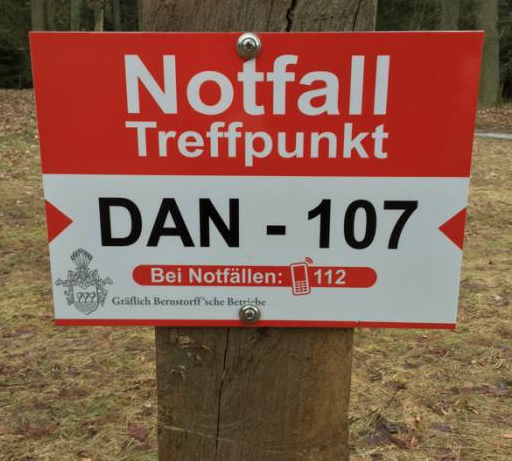 Notfall
Treffpunkt
DAN - 107
Bei Notfällen: 112
Gräflich Bernstorff'sche Betriebe